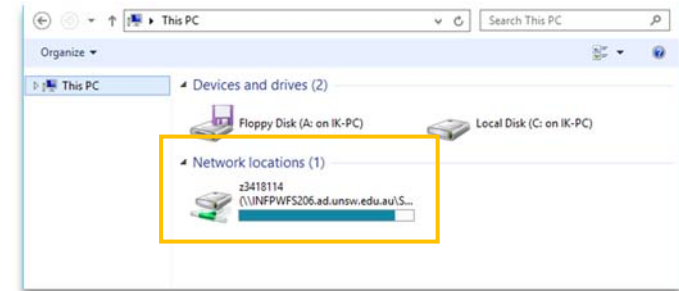 This PC
Search This PC
Organize
This PC
Devices and drives (2)
Floppy Disk (A: on IK-PC)
Local Disk (C: on IK-PC)
Network locations (1)
z3418114
(\\INFPWFS206.ad.unsw.edu.au\S...